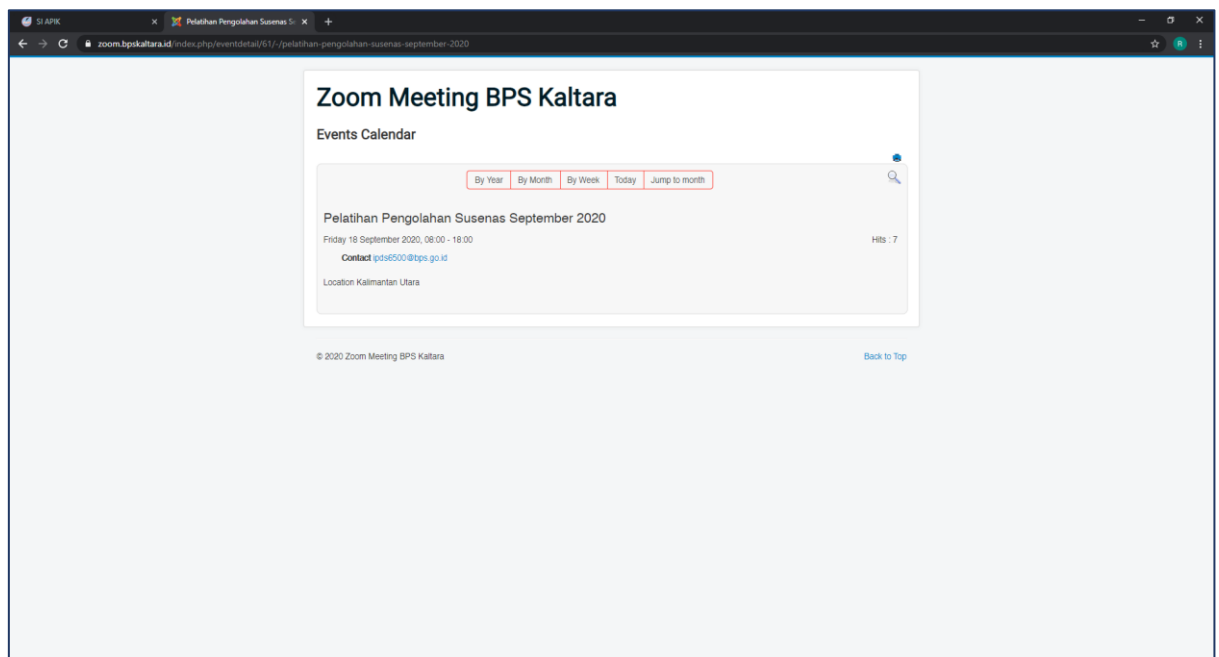 SI APIK
Pelatihan Pengolahan Susenas Se
zoom.bpskaltara.id/index.php/eventdetail/61/-/pelatihan-pengolahan-susenas-september-2020
R
Zoom Meeting BPS Kaltara
Events Calendar
By Year By Month By Week Today Jump to month
Pelatihan Pengolahan Susenas September 2020
Friday 18 September 2020, 08:00 - 18:00 Hits : 7
Contact ipds6500@bps.go.id
Location Kalimantan Utara
© 2020 Zoom Meeting BPS Kaltara Back to Top